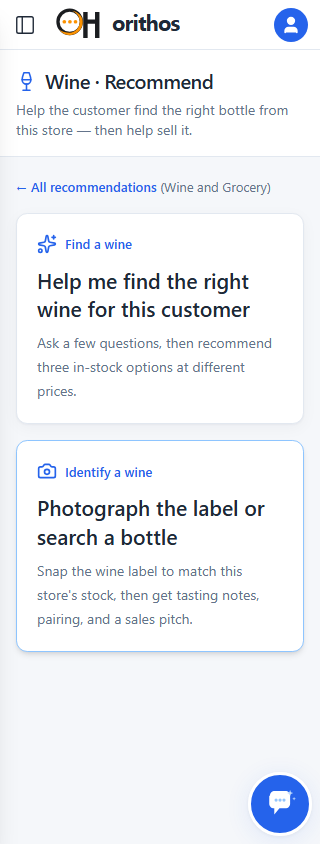 OH orithos
Wine · Recommend
Help the customer find the right bottle from
this store — then help sell it.
← All recommendations (Wine and Grocery)
Find a wine
Help me find the right
wine for this customer
Ask a few questions, then recommend
three in-stock options at different
prices.
Identify a wine
Photograph the label or
search a bottle
Snap the wine label to match this
store's stock, then get tasting notes,
pairing, and a sales pitch.